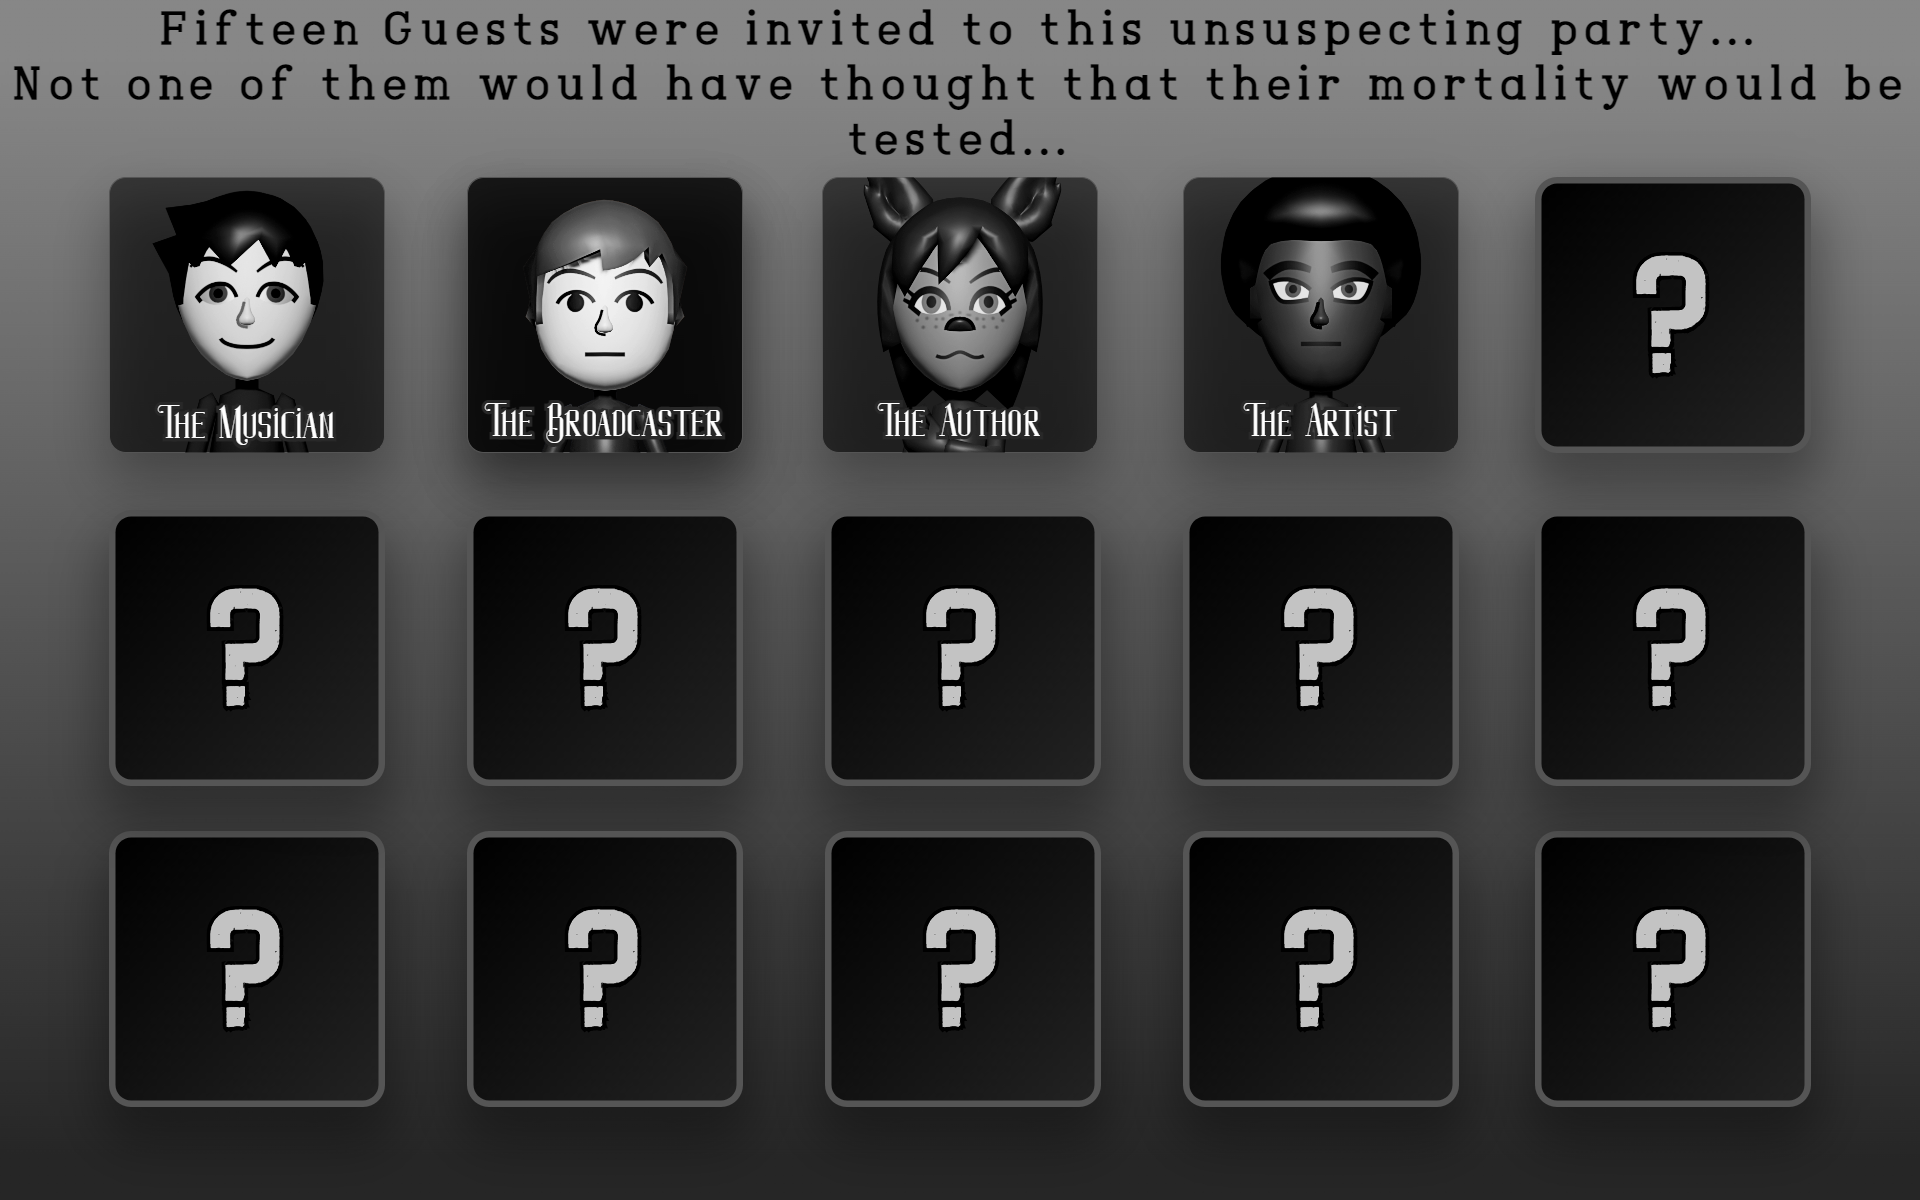 Fifteen Guests were invited to this unsuspecting party...
Not one of them would have thought that their mortality would be
tested...
The Musician
The Broadcaster
The Author
The Artist
?
? ? ? ? ?
? ? ? ? ?